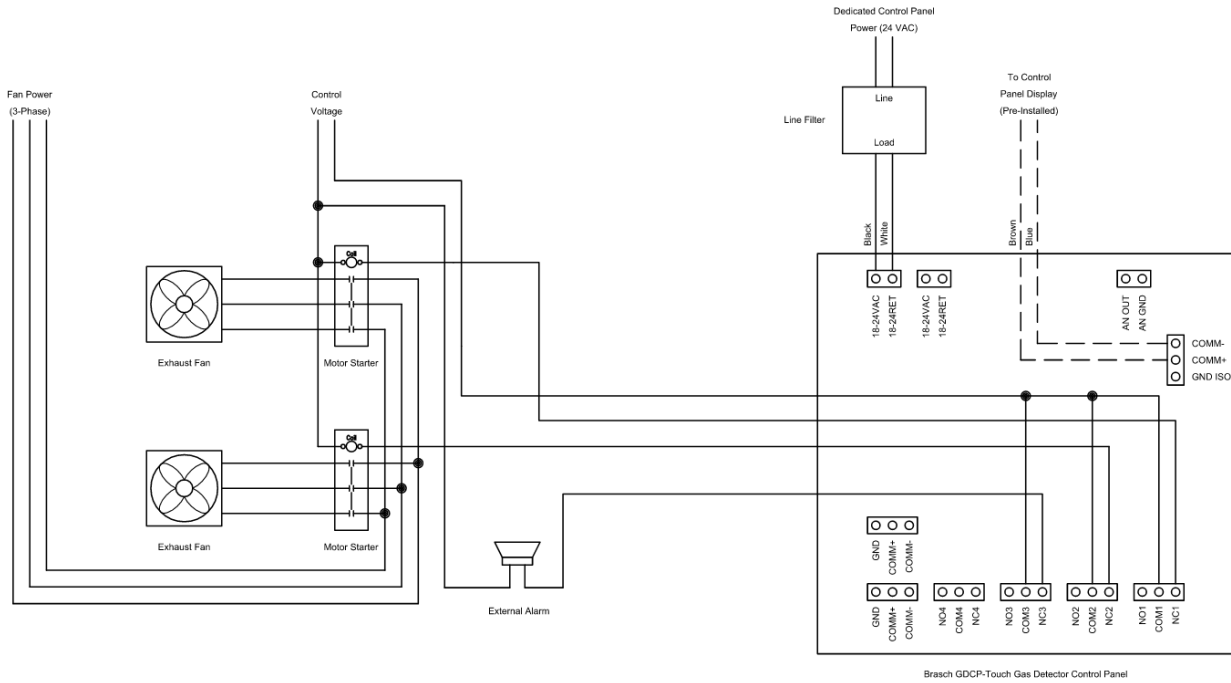 Dedicated Control Panel
Power (24 VAC)
Fan Power
(3-Phase)
Control
Voltage
To Control
Panel Display
(Pre-Installed)
Line
Line Filter
Load
Black
White
Brown
Blue
Coil
18-24VAC
18-24RET
18-24VAC
18-24RET
AN OUT
AN GND
COMM-
COMM+
GND ISO
Exhaust Fan
Motor Starter
Coil
Exhaust Fan
Motor Starter
GND
COMM+
COMM-
External Alarm
GND
COMM+
COMM-
NO4
COM4
NC4
NO3
COM3
NC3
NO2
COM2
NC2
NO1
COM1
NC1
Brasch GDCP-Touch Gas Detector Control Panel